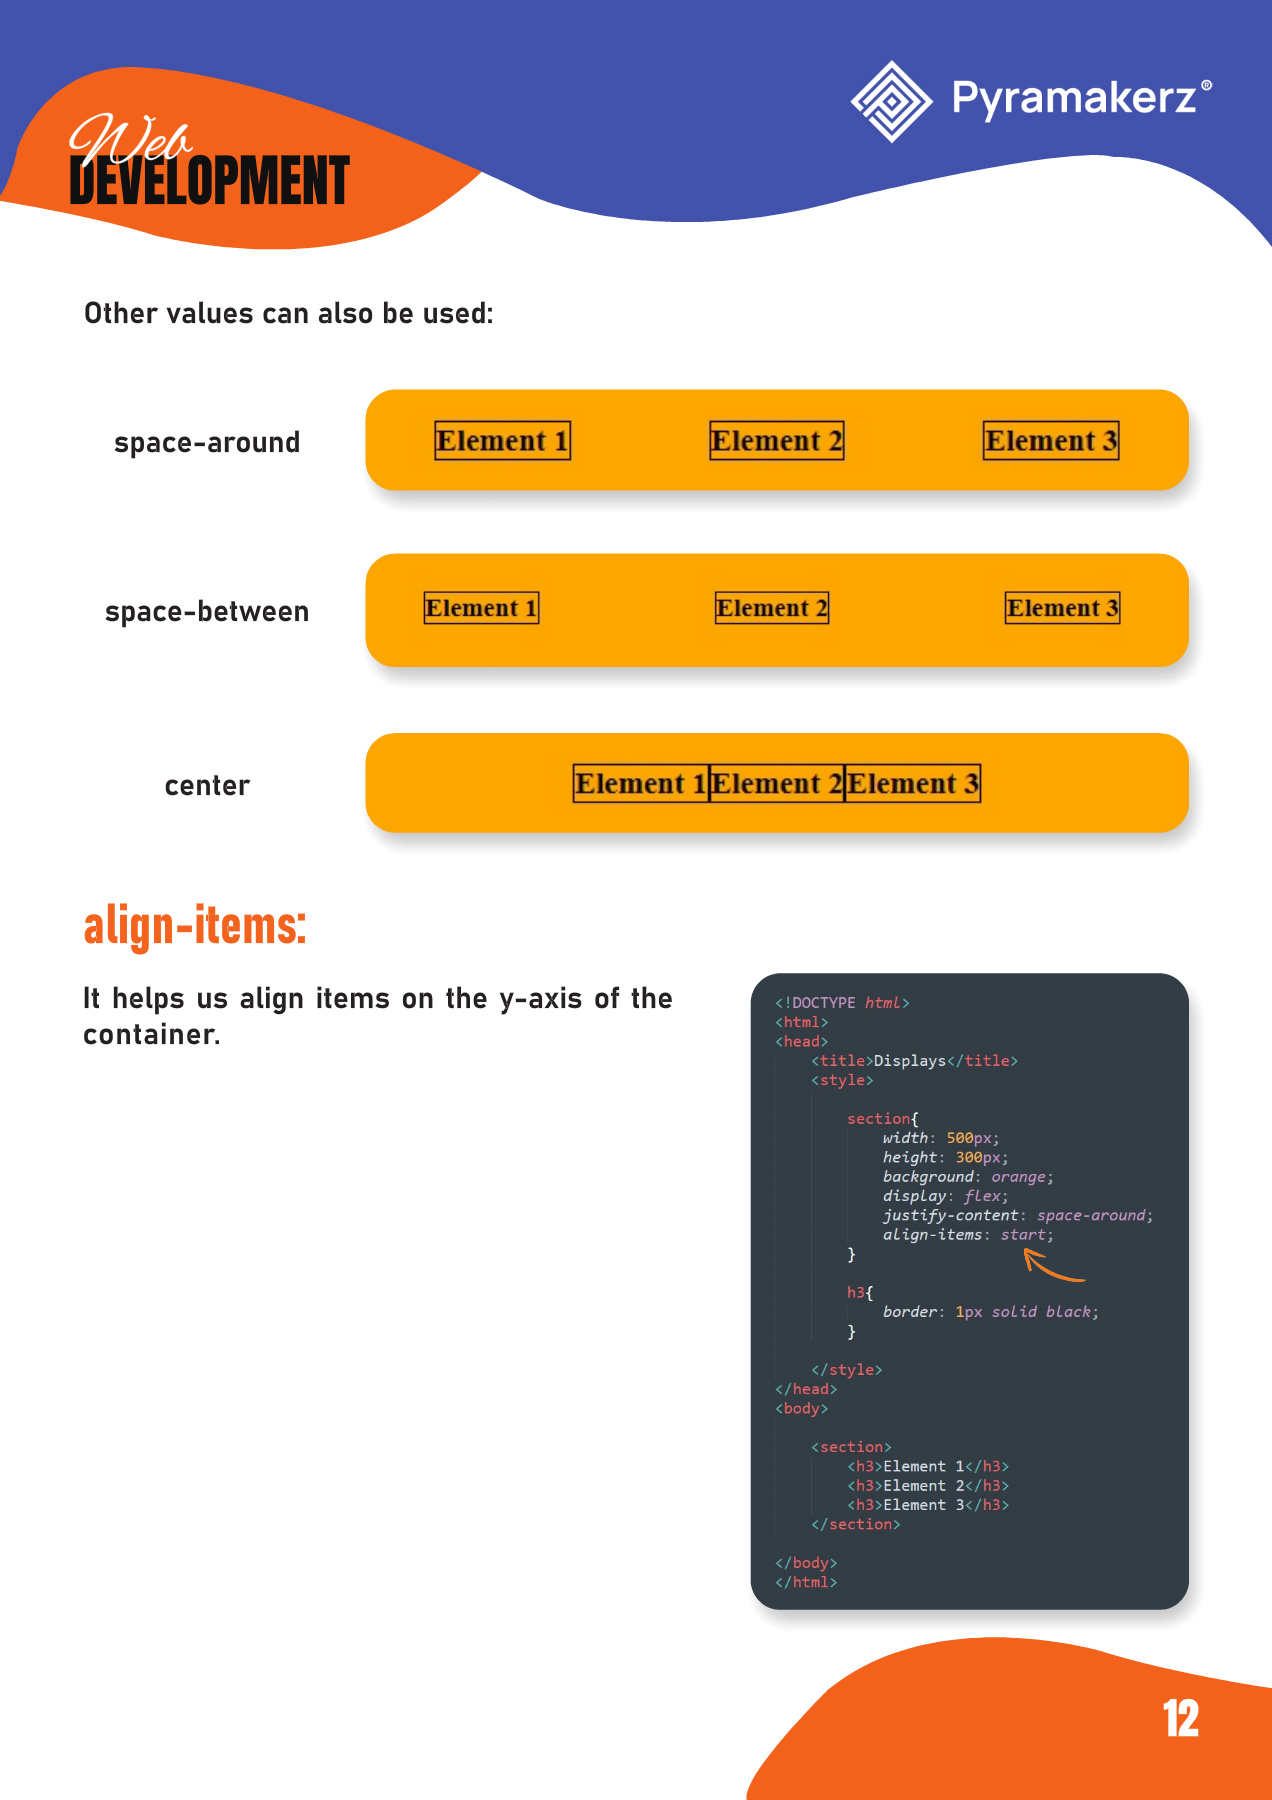 Web
DEVELOPMENT
Pyramakerz®
Other values can also be used:
space-around
Element 1 Element 2 Element 3
space-between
Element 1 Element 2 Element 3
center
Element 1 Element 2 Element 3
align-items:
It helps us align items on the y-axis of the
container.
<!DOCTYPE html>
<html>
<head>
<title>Displays</title>
<style>
section{
width: 500px;
height: 300px;
background: orange;
display: flex;
justify-content: space-around;
align-items: start;
}
h3{
border: 1px solid black;
}
</style>
</head>
<body>
<section>
<h3>Element 1</h3>
<h3>Element 2</h3>
<h3>Element 3</h3>
</section>
</body>
</html>
12